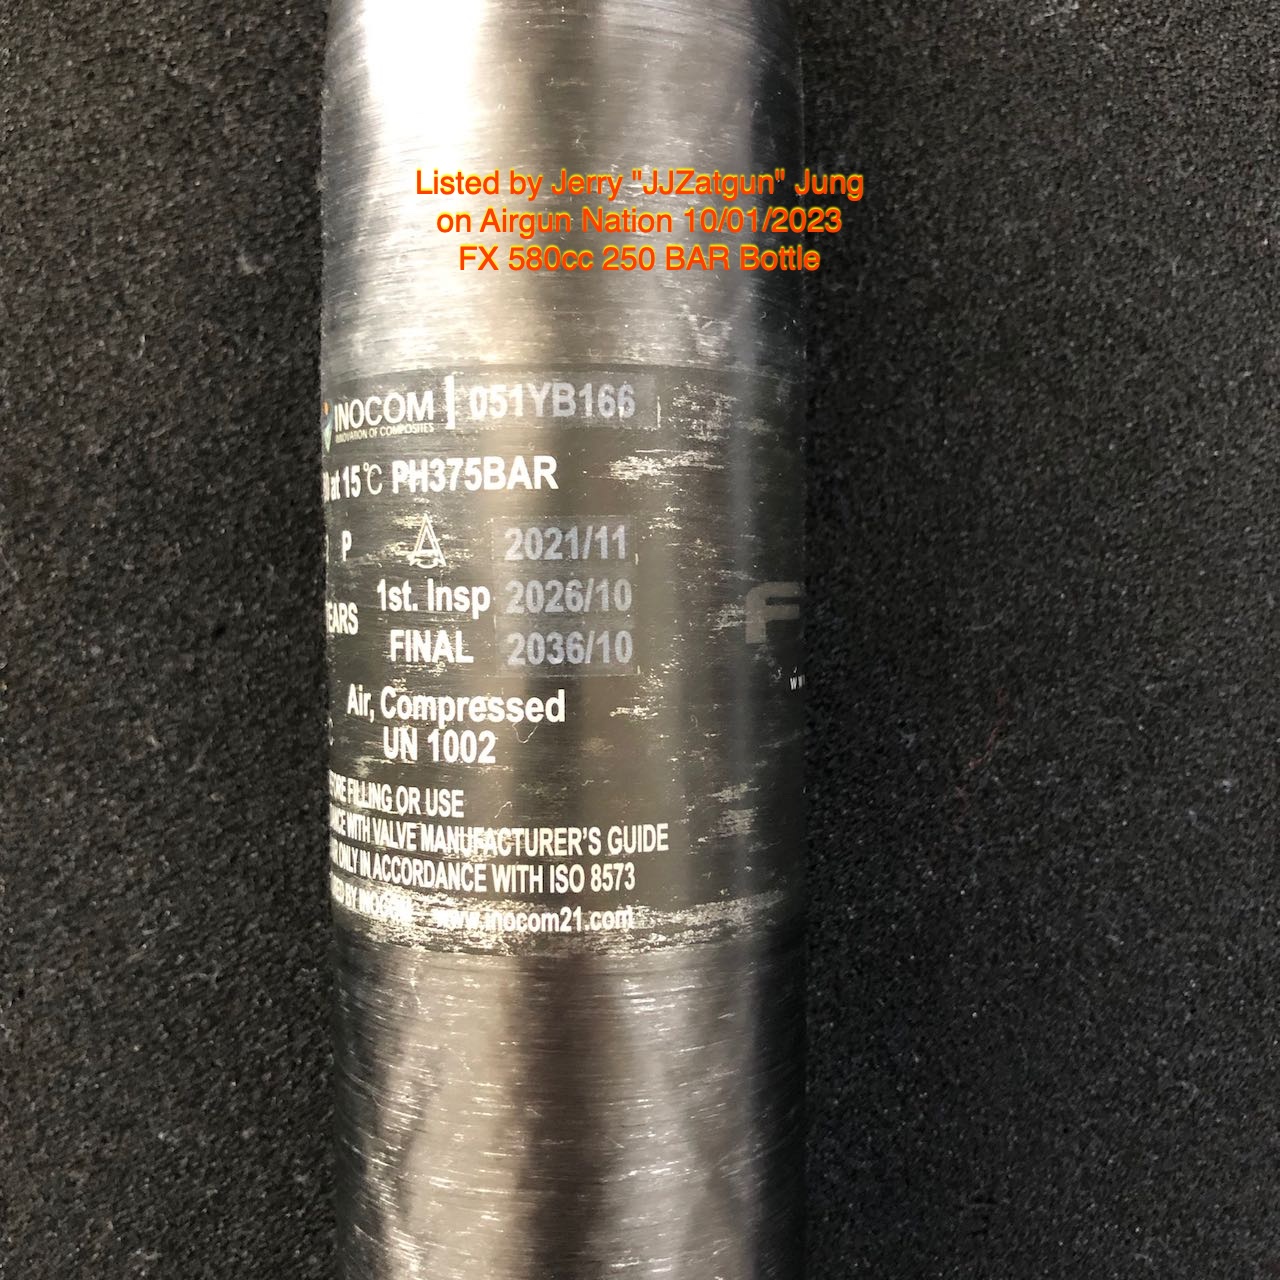 Listed by Jerry "JJZatgun" Jung
on Airgun Nation 10/01/2023
FX 580cc 250 BAR Bottle
INOCOM 051YB166
INNOVATION OF COMPOSITES
at 15℃ PH375BAR
P 2021/11
1st. Insp 2026/10
EARS
FINAL 2036/10
F
Air, Compressed
UN 1002
FILLING OR USE
WITH VALVE MANUFACTURER'S GUIDE
ONLY IN ACCORDANCE WITH ISO 8573
BY INOCOM www.inocom21.com